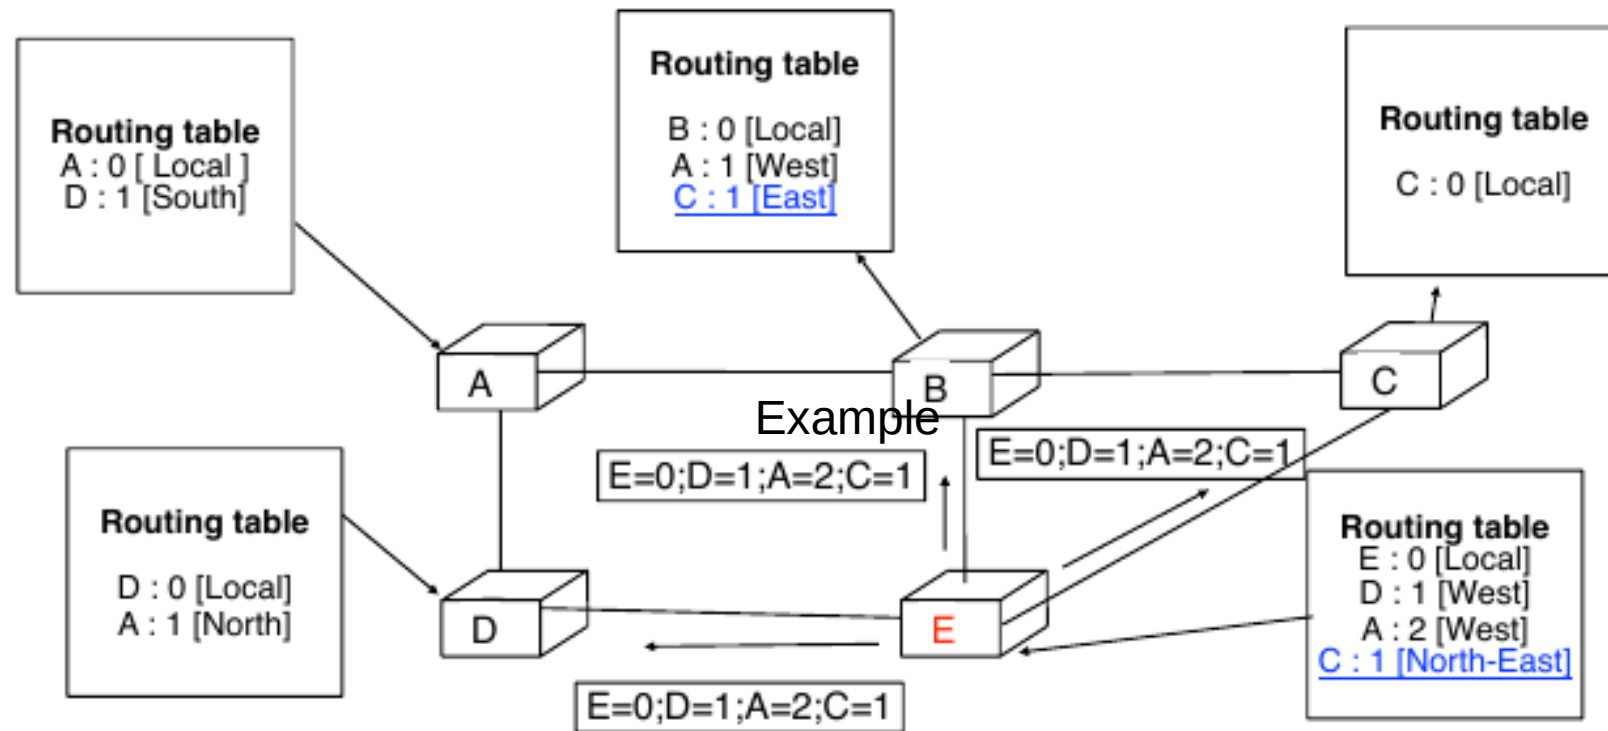 Routing table
A : 0 [ Local ]
D : 1 [South]
Routing table
B : 0 [Local]
A : 1 [West]
C : 1 [East]
Routing table
C : 0 [Local]
A
B
C
Example
E=0;D=1;A=2;C=1
E=0;D=1;A=2;C=1
Routing table
D : 0 [Local]
A : 1 [North]
D
E
Routing table
E : 0 [Local]
D : 1 [West]
A : 2 [West]
C : 1 [North-East]
E=0;D=1;A=2;C=1